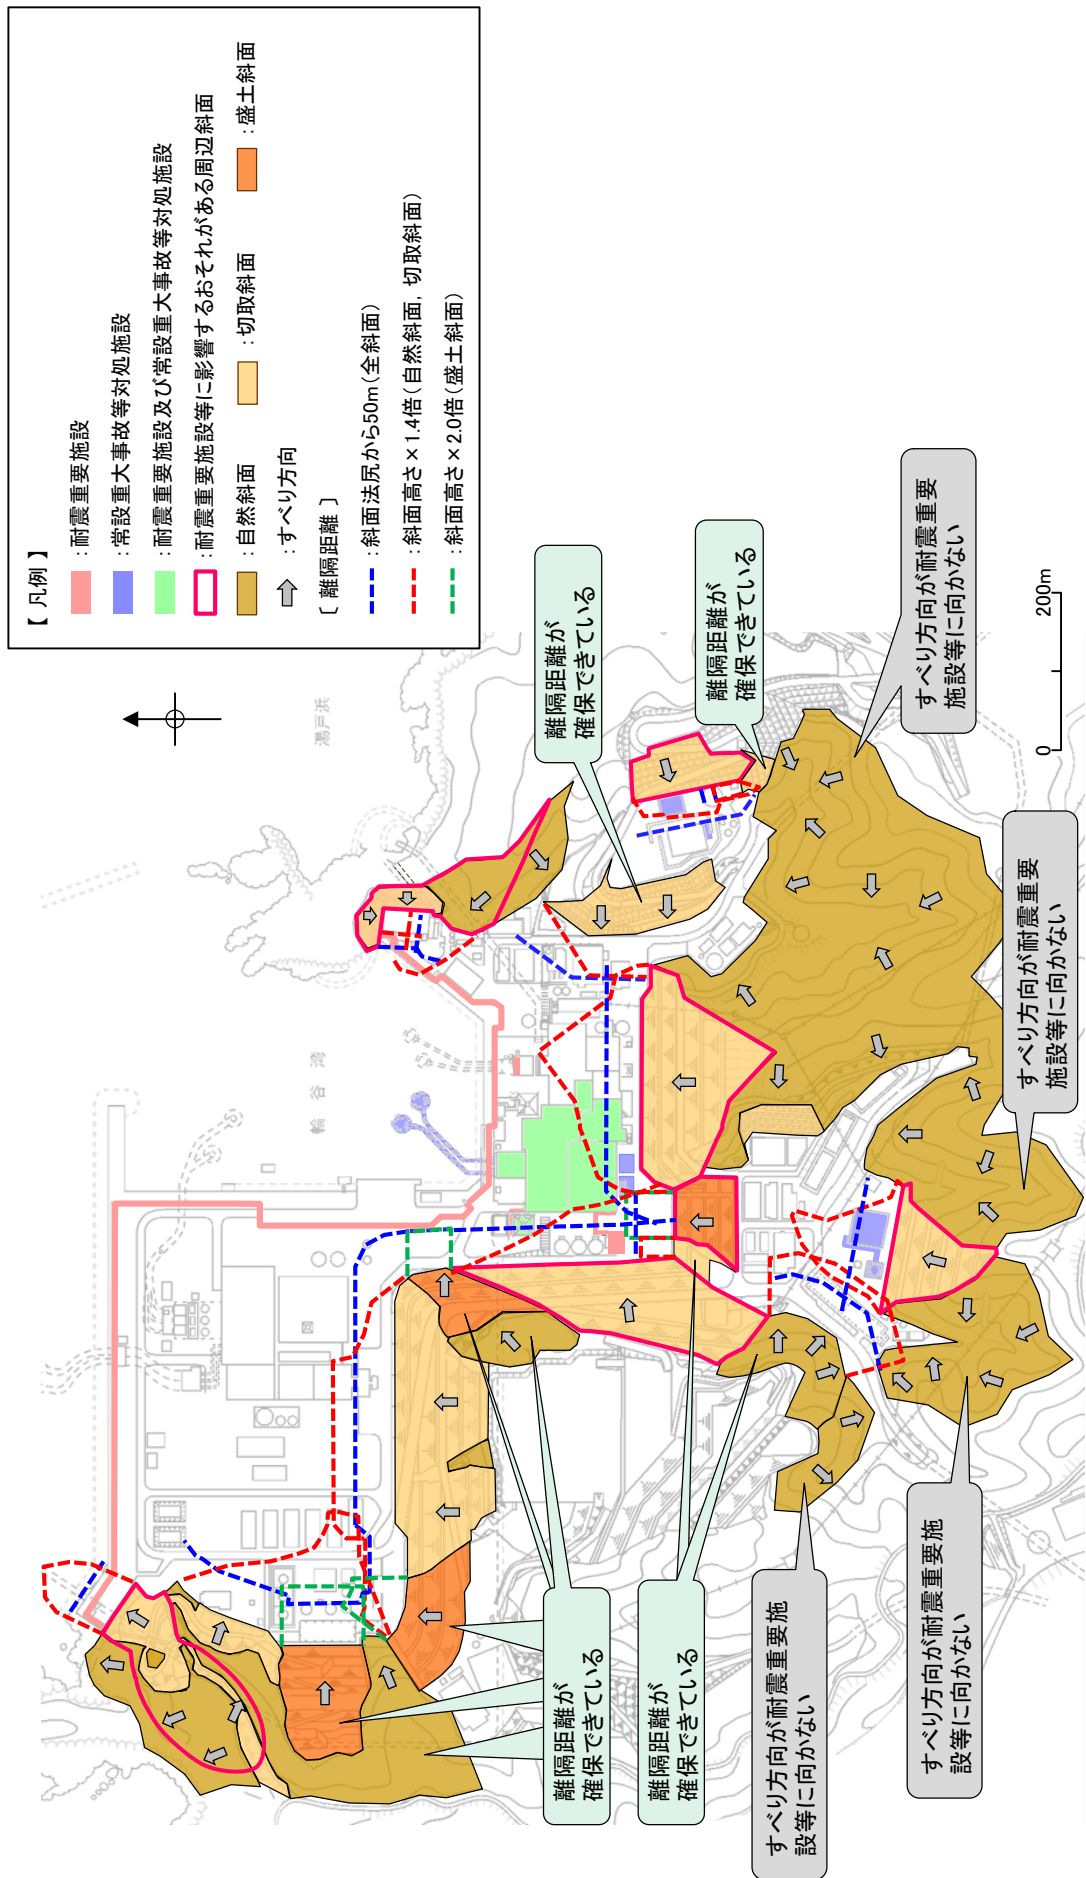 【 凡例 】
：耐震重要施設
：常設重大事故等対処施設
：耐震重要施設及び常設重大事故等対処施設
：耐震重要施設等に影響するおそれがある周辺斜面
：自然斜面
：切取斜面
：盛土斜面
：すべり方向
〔 離隔距離 〕
：斜面法尻から50m（全斜面）
：斜面高さ×1.4倍（自然斜面，切取斜面）
：斜面高さ×2.0倍（盛土斜面）
湯戸浜
輪谷湾
離隔距離が
確保できている
離隔距離が
確保できている
すべり方向が耐震重要
施設等に向かない
0
200m
すべり方向が耐震重要
施設等に向かない
離隔距離が
確保できている
離隔距離が
確保できている
すべり方向が耐震重要施
設等に向かない
すべり方向が耐震重要施
設等に向かない